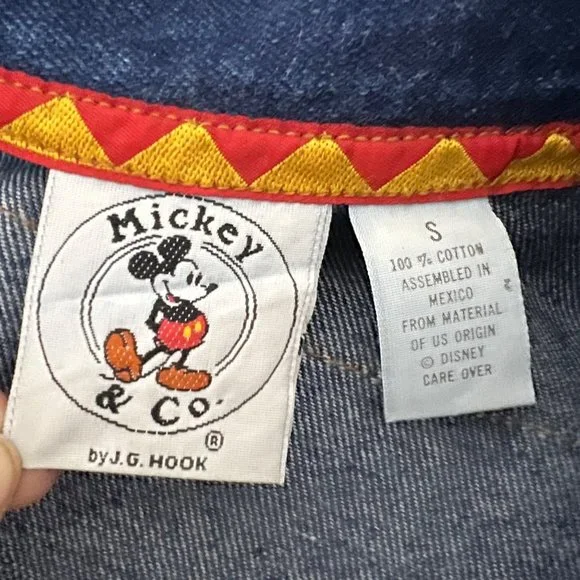 Mickey
& Co.
®
by J.G. HOOK
S
100 % COTTON
ASSEMBLED IN
MEXICO
FROM MATERIAL
OF US ORIGIN
© DISNEY
CARE OVER